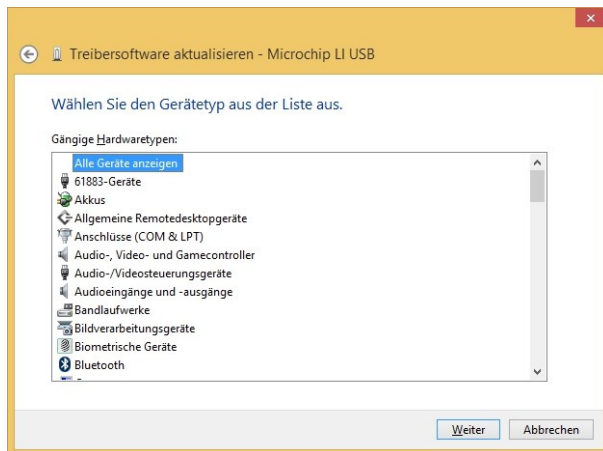 Treibersoftware aktualisieren - Microchip LI USB
Wählen Sie den Gerätetyp aus der Liste aus.
Gängige Hardwaretypen:
Alle Geräte anzeigen
61883-Geräte
Akkus
Allgemeine Remotedesktopgeräte
Anschlüsse (COM & LPT)
Audio-, Video- und Gamecontroller
Audio-/Videosteuerungsgeräte
Audioeingänge und -ausgänge
Bandlaufwerke
Bildverarbeitungsgeräte
Biometrische Geräte
Bluetooth
Weiter Abbrechen